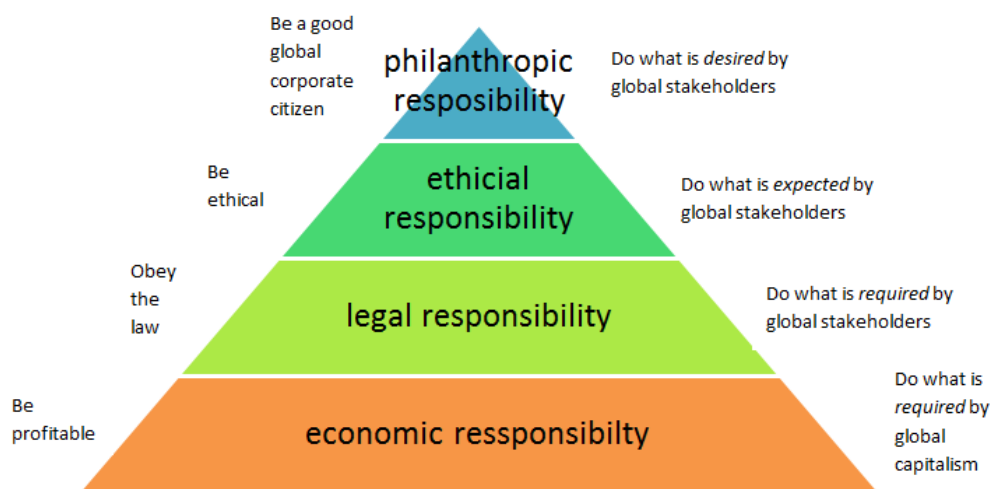 Be a good
global
corporate
citizen
philanthropic
resposibility
Do what is desired by
global stakeholders
Be
ethical
ethicial
responsibility
Do what is expected by
global stakeholders
Obey
the
law
legal responsibility
Do what is required by
global stakeholders
Be
profitable
economic ressponsibilty
Do what is
required by
global
capitalism